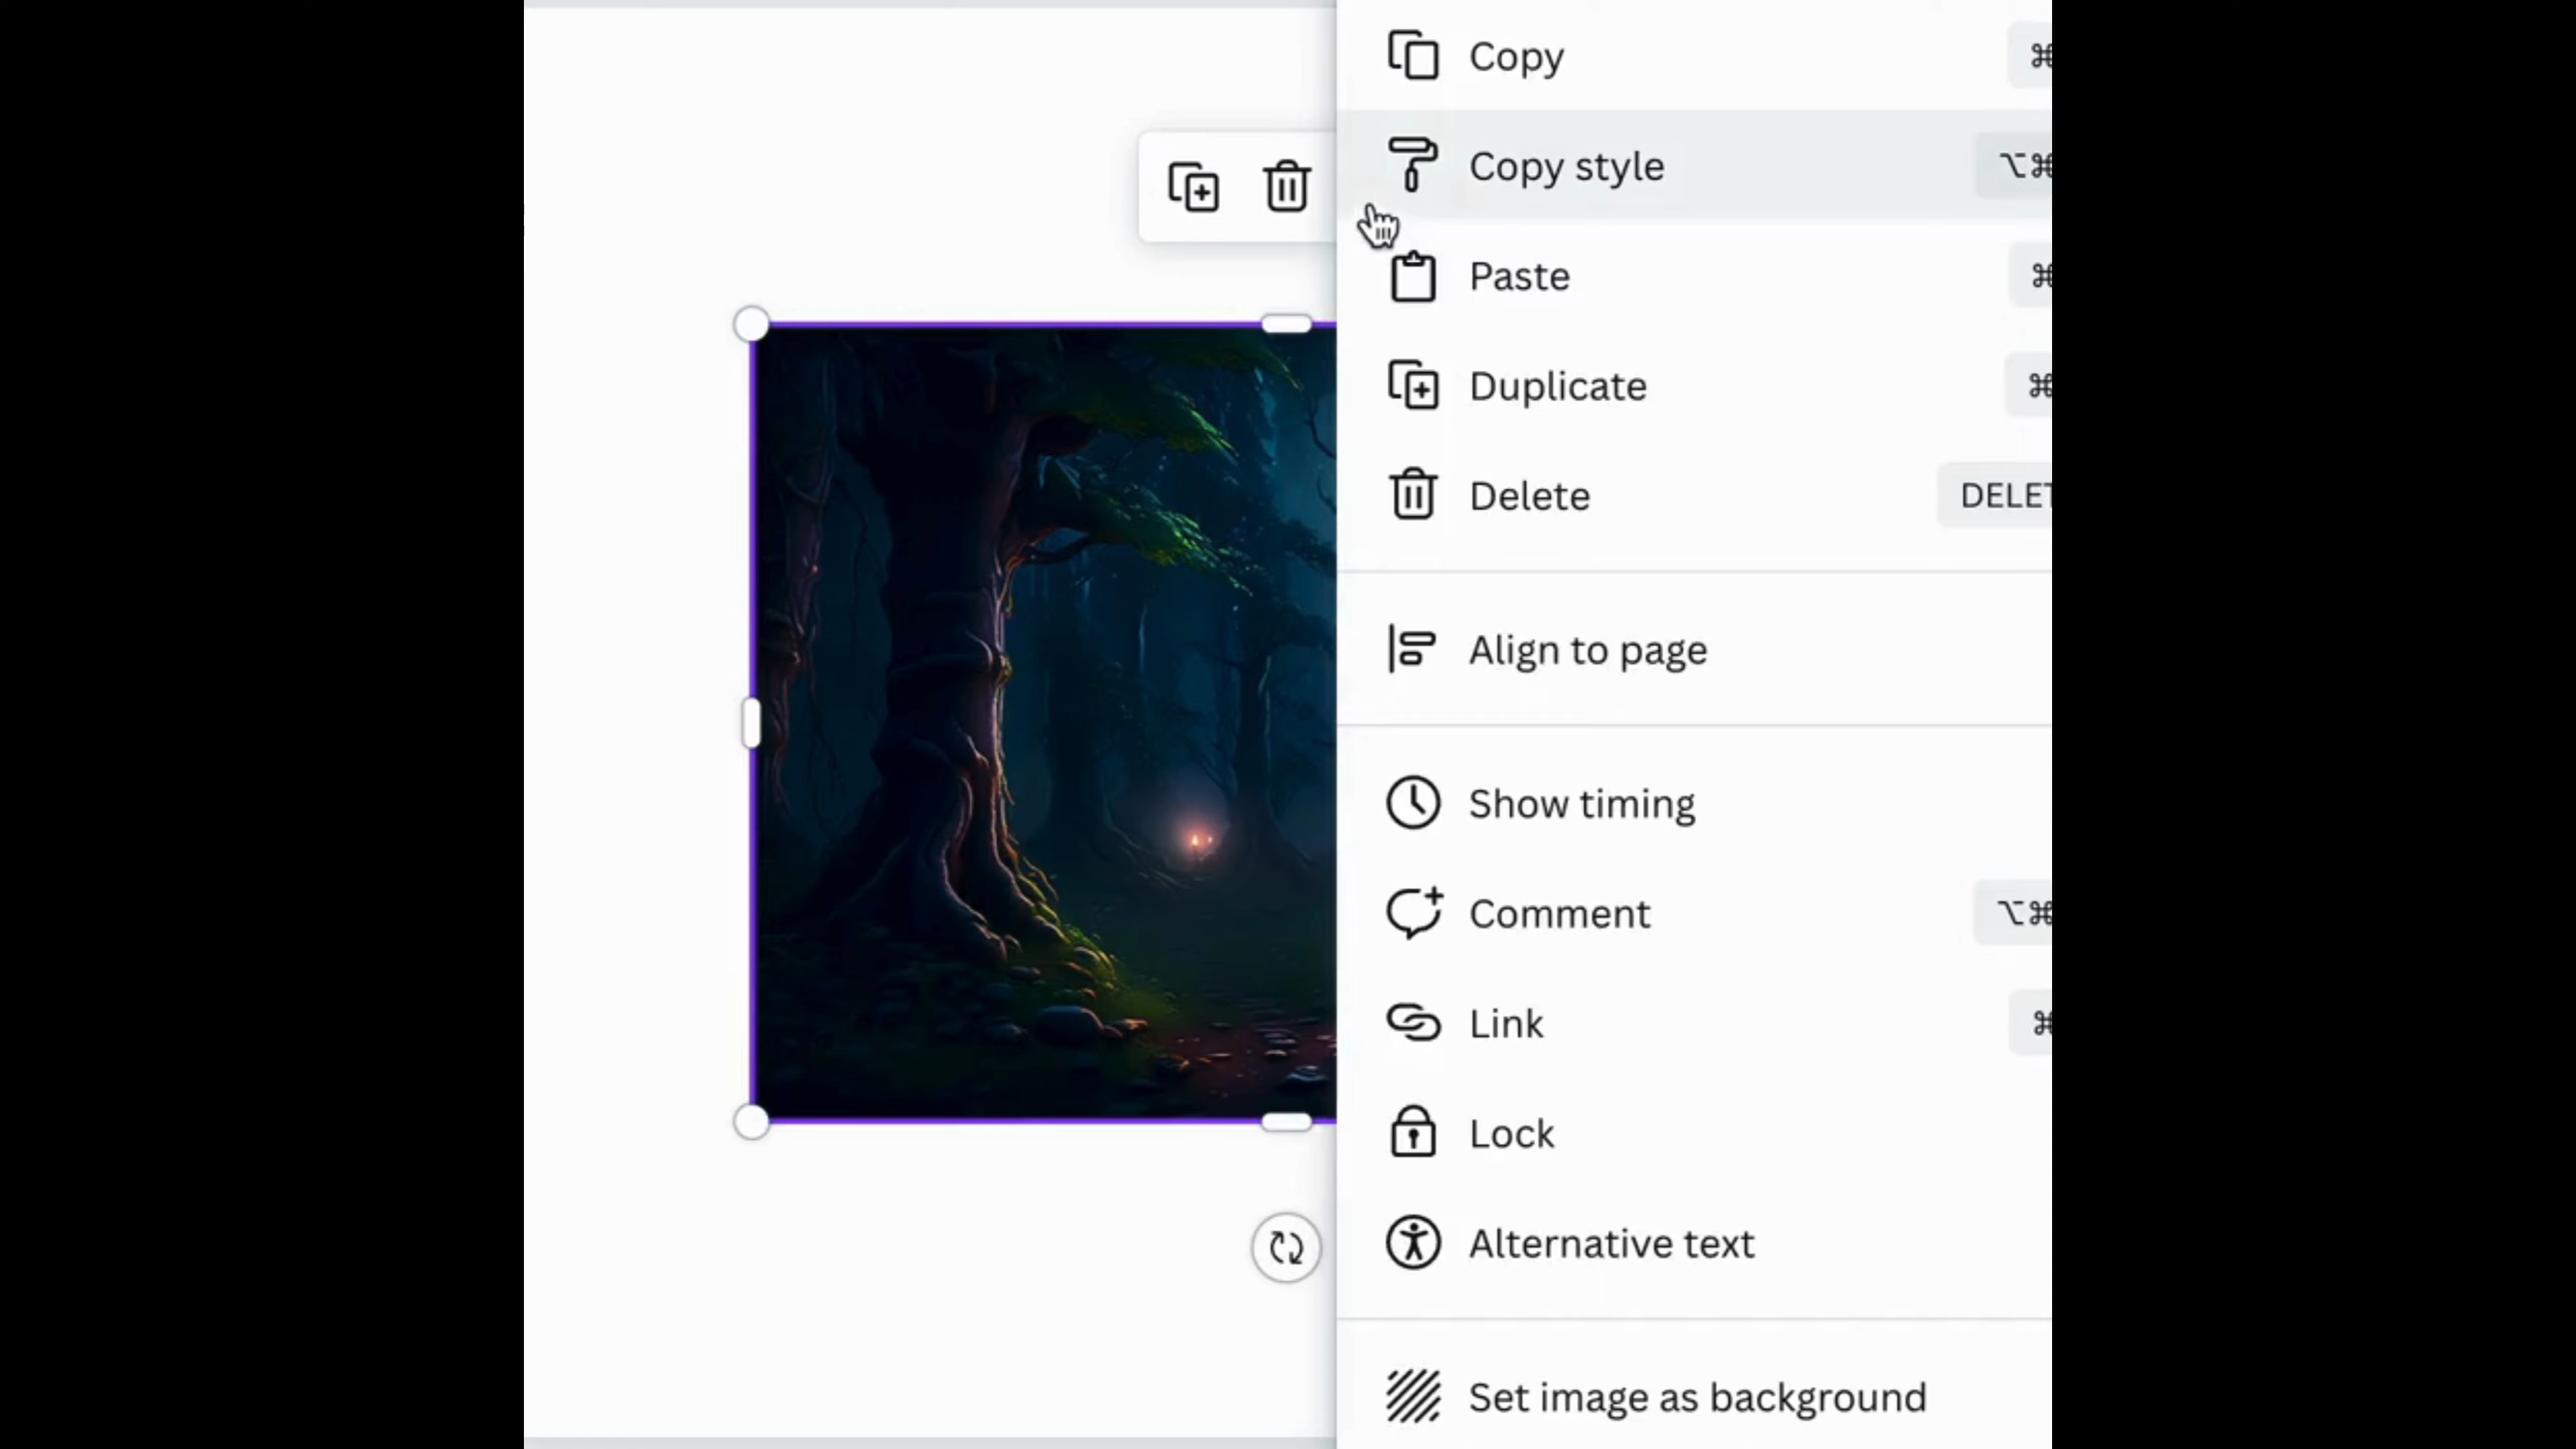 Copy ⌘
Copy style ⌥⌘
Paste ⌘
Duplicate ⌘
Delete DELET
Align to page
Show timing
Comment ⌥⌘
Link ⌘
Lock
Alternative text
Set image as background